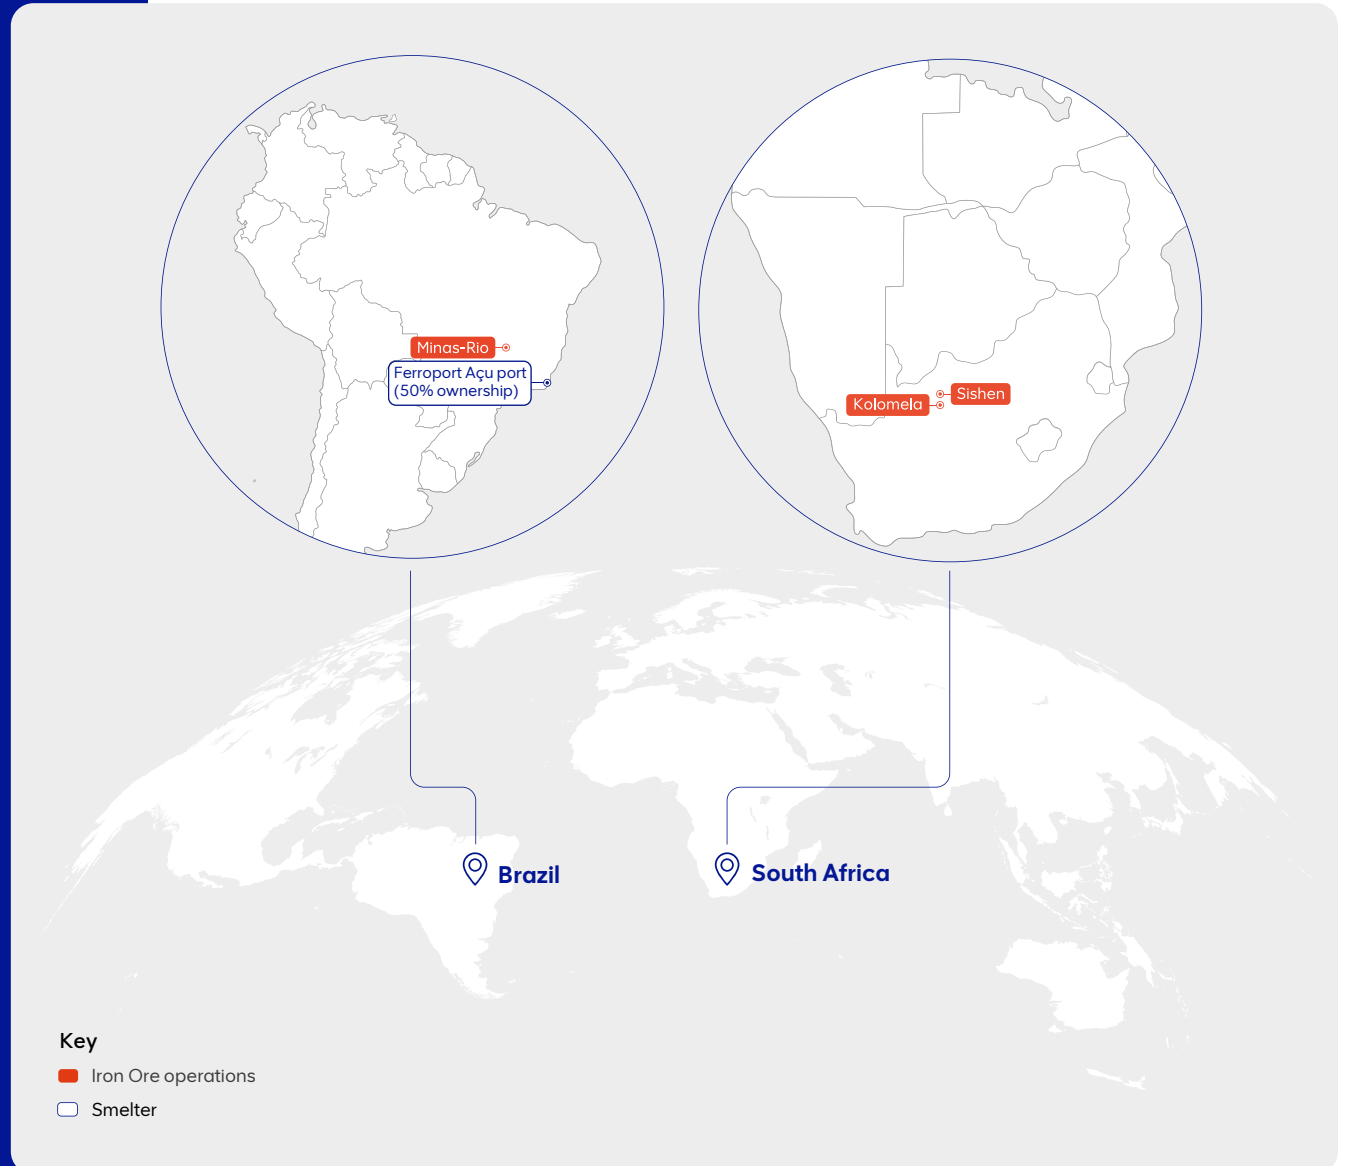 Minas-Rio
Ferroport Açu port
(50% ownership)
Sishen
Kolomela
Brazil
South Africa
Key
Iron Ore operations
Smelter